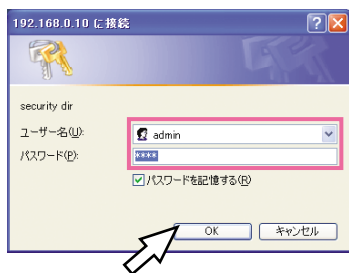 192.168.0.10 に接続
security dir
ユーザー名(U):
admin
パスワード(P):
****
パスワードを記憶する(R)
OK
キャンセル